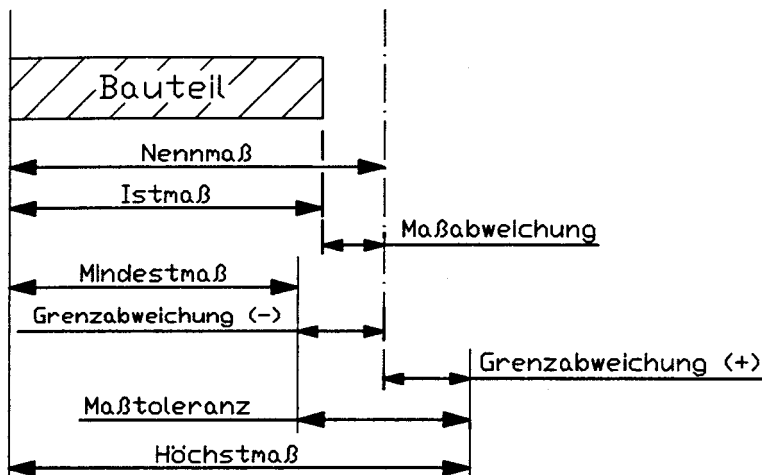 Bauteil
Nennmaß
Istmaß
Maßabweichung
Mindestmaß
Grenzabweichung (-)
Grenzabweichung (+)
Maßtoleranz
Höchstmaß